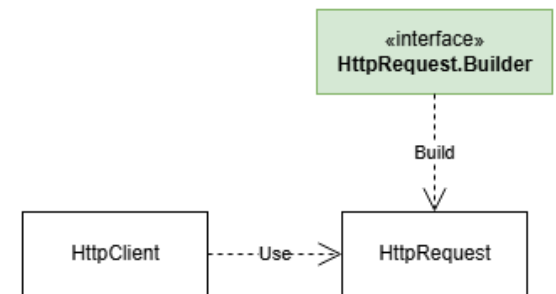 «interface»
HttpRequest.Builder
Build
HttpClient
Use
HttpRequest